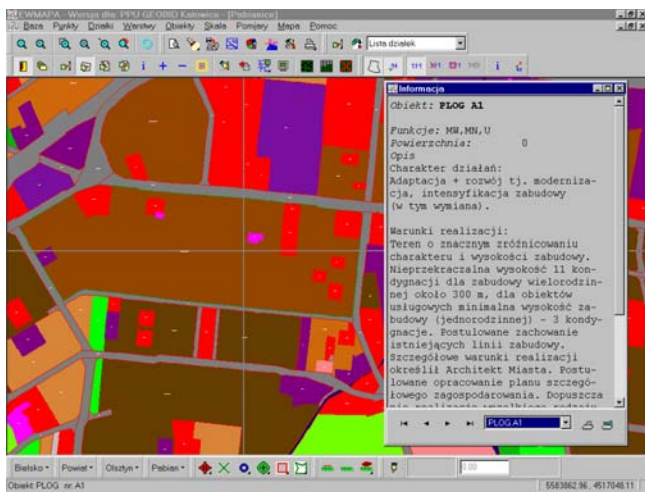 EWMAPA - Wersja dla: PPU GEOBID Katowice - [Pabianice]
Baza Punkty Działki Warstwy Obiekty Skala Pomiary Mapa Pomoc
Lista działek
Informacja
Obiekt: PLOG A1
Funkcje: MW,MN,U
Powierzchnia: 0
Opis
Charakter działań:
Adaptacja + rozwój tj. moderniza-
cja, intensyfikacja zabudowy
(w tym wymiana).
Warunki realizacji:
Teren o znacznym zróżnicowaniu
charakteru i wysokości zabudowy.
Nieprzekraczalna wysokość 11 kon-
dygnacji dla zabudowy wielorodzin-
nej około 300 m, dla obiektów
usługowych minimalna wysokość za-
budowy (jednorodzinnej) - 3 kondy-
gnacje. Postulowane zachowanie
istniejących linii zabudowy.
Szczegółowe warunki realizacji
określił Architekt Miasta. Postu-
lowane opracowanie planu szczegó-
łowego zagospodarowania. Dopuszcza
PLOG A1
Bielsko Powiat Olsztyn Pabian 0.00
Obiekt PLOG nr. A1 5583862.96 , 4517048.11